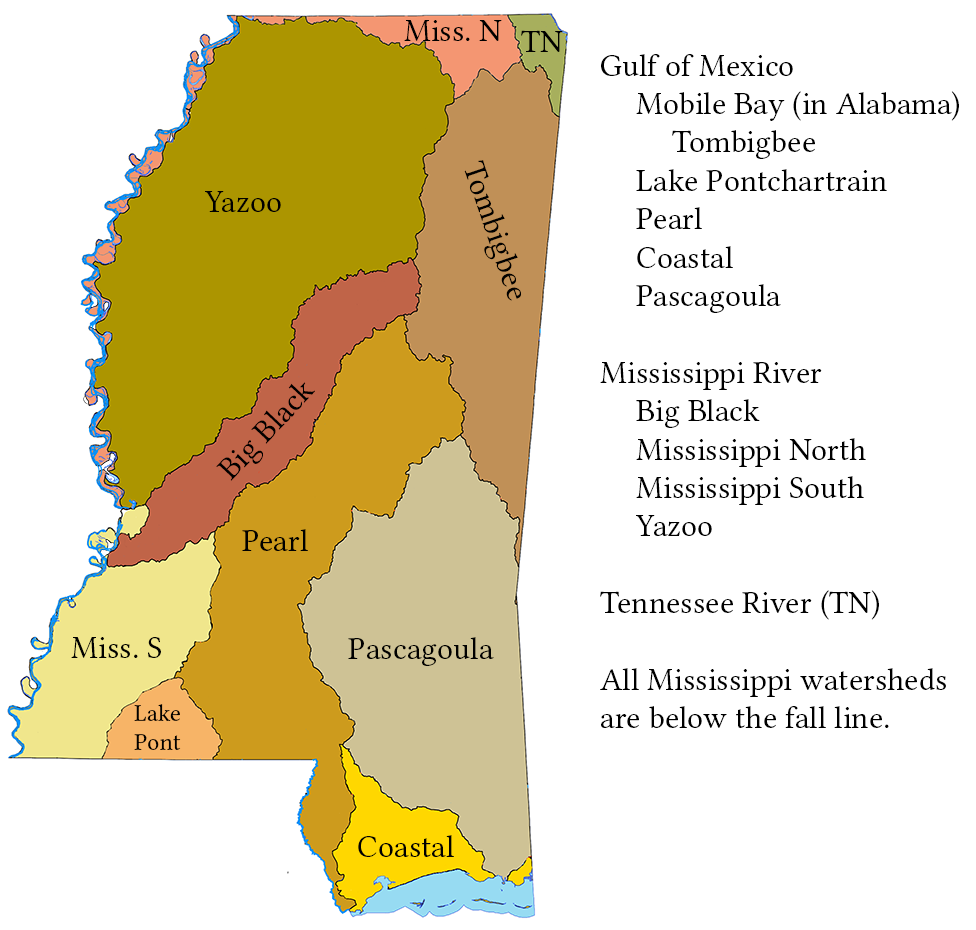 Miss. N
TN
Yazoo
Tombigbee
Big Black
Pearl
Miss. S
Pascagoula
Lake
Pont
Coastal
Gulf of Mexico
Mobile Bay (in Alabama)
Tombigbee
Lake Pontchartrain
Pearl
Coastal
Pascagoula
Mississippi River
Big Black
Mississippi North
Mississippi South
Yazoo
Tennessee River (TN)
All Mississippi watersheds
are below the fall line.